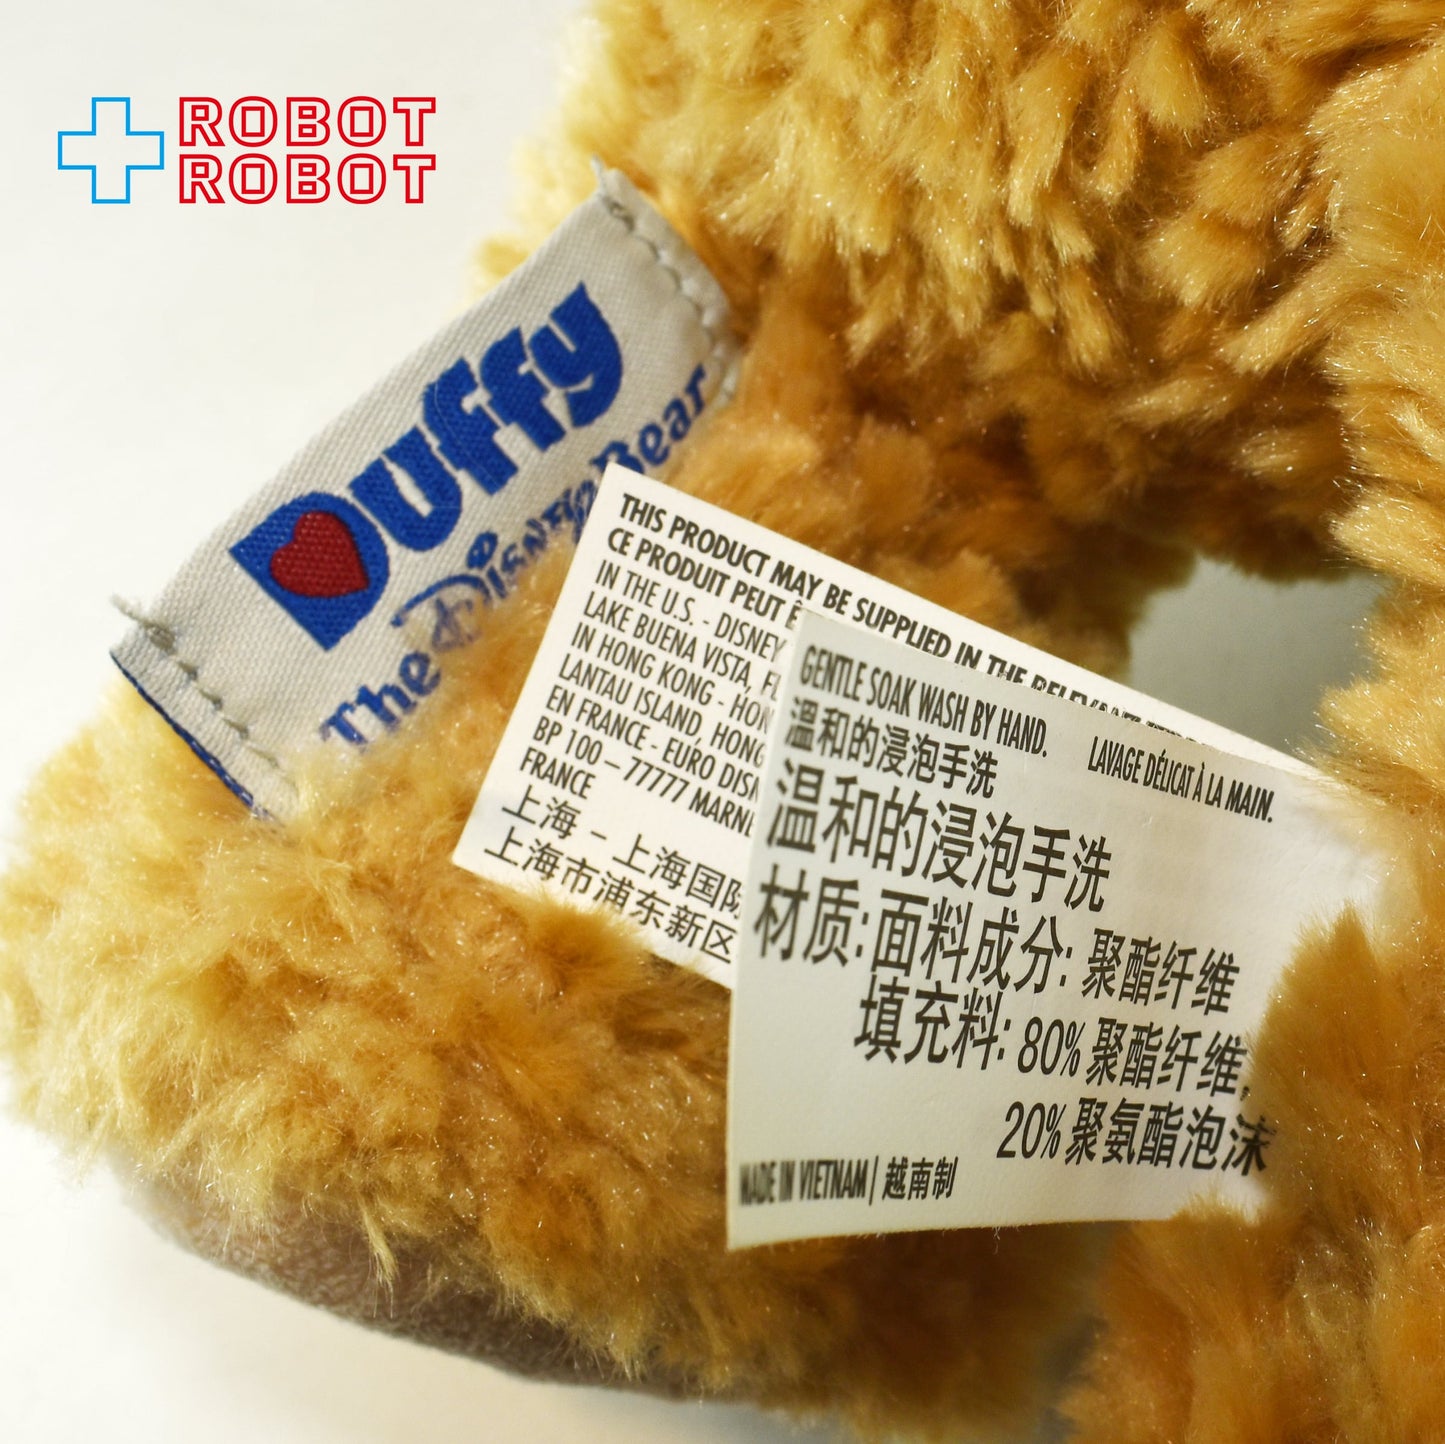 ROBOT
ROBOT
Duffy
The Disney Bear
THIS PRODUCT MAY BE SUPPLIED IN THE RELEVANT
CE PRODUIT PEUT
IN THE U.S. - DISNEY
LAKE BUENA VISTA,
IN HONG KONG -
LANTAU ISLAND, HONG
EN FRANCE - EURO
BP 100 – 77777
FRANCE
上海 – 上海国际
上海市浦东新区
GENTLE SOAK WASH BY HAND. LAVAGE DÉLICAT À LA MAIN.
溫和的浸泡手洗
温和的浸泡手洗
材质: 面料成分: 聚酯纤维
填充料: 80% 聚酯纤维,
20% 聚氨酯泡沫
MADE IN VIETNAM | 越南制